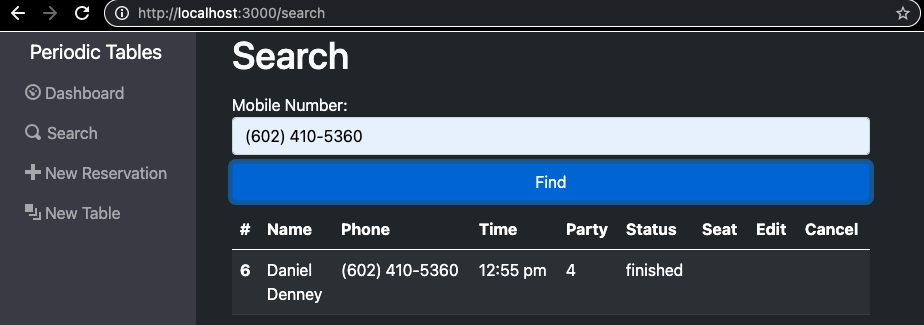 http://localhost:3000/search
Periodic Tables
Dashboard
Search
New Reservation
New Table
Search
Mobile Number:
(602) 410-5360
Find
# Name Phone Time Party Status Seat Edit Cancel
6 Daniel Denney (602) 410-5360 12:55 pm 4 finished